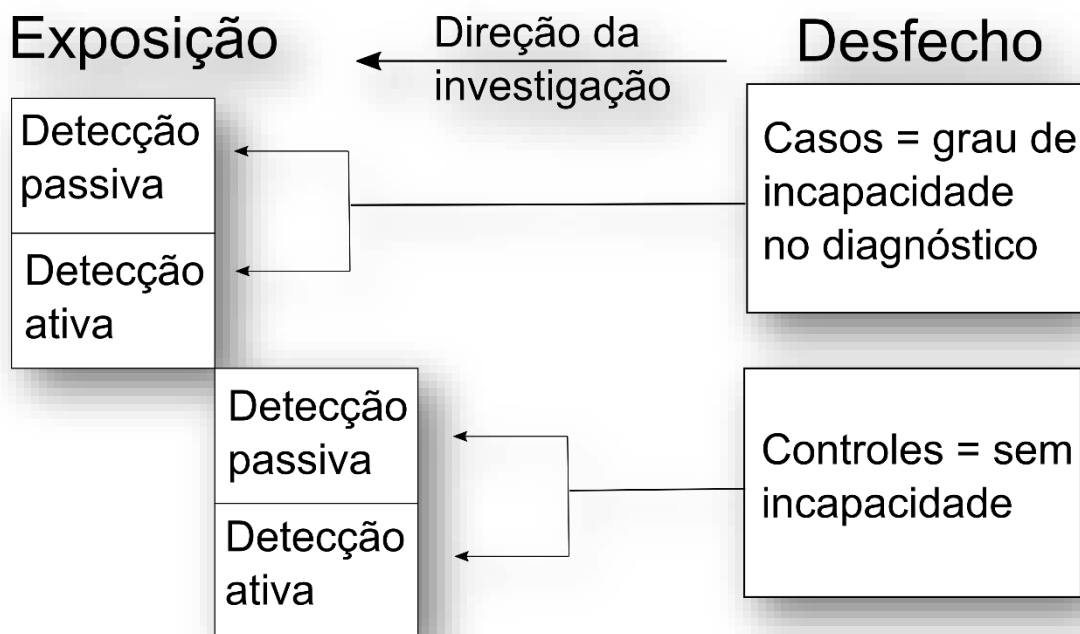 Exposição
Direção da
investigação
Desfecho
Detecção
passiva
Detecção
ativa
Casos = grau de
incapacidade
no diagnóstico
Detecção
passiva
Detecção
ativa
Controles = sem
incapacidade